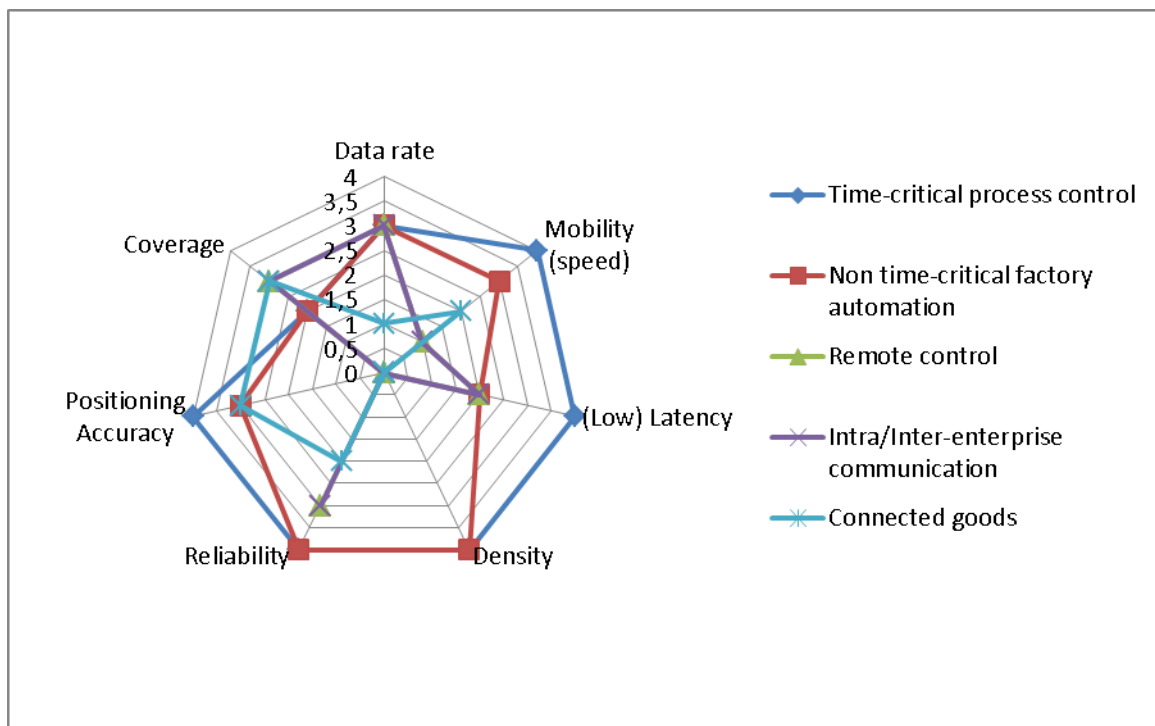 Data rate
4
3,5
3
2,5
2
1,5
1
0,5
0
Mobility
(speed)
(Low) Latency
Density
Reliability
Positioning
Accuracy
Coverage
Time-critical process control
Non time-critical factory
automation
Remote control
Intra/Inter-enterprise
communication
Connected goods